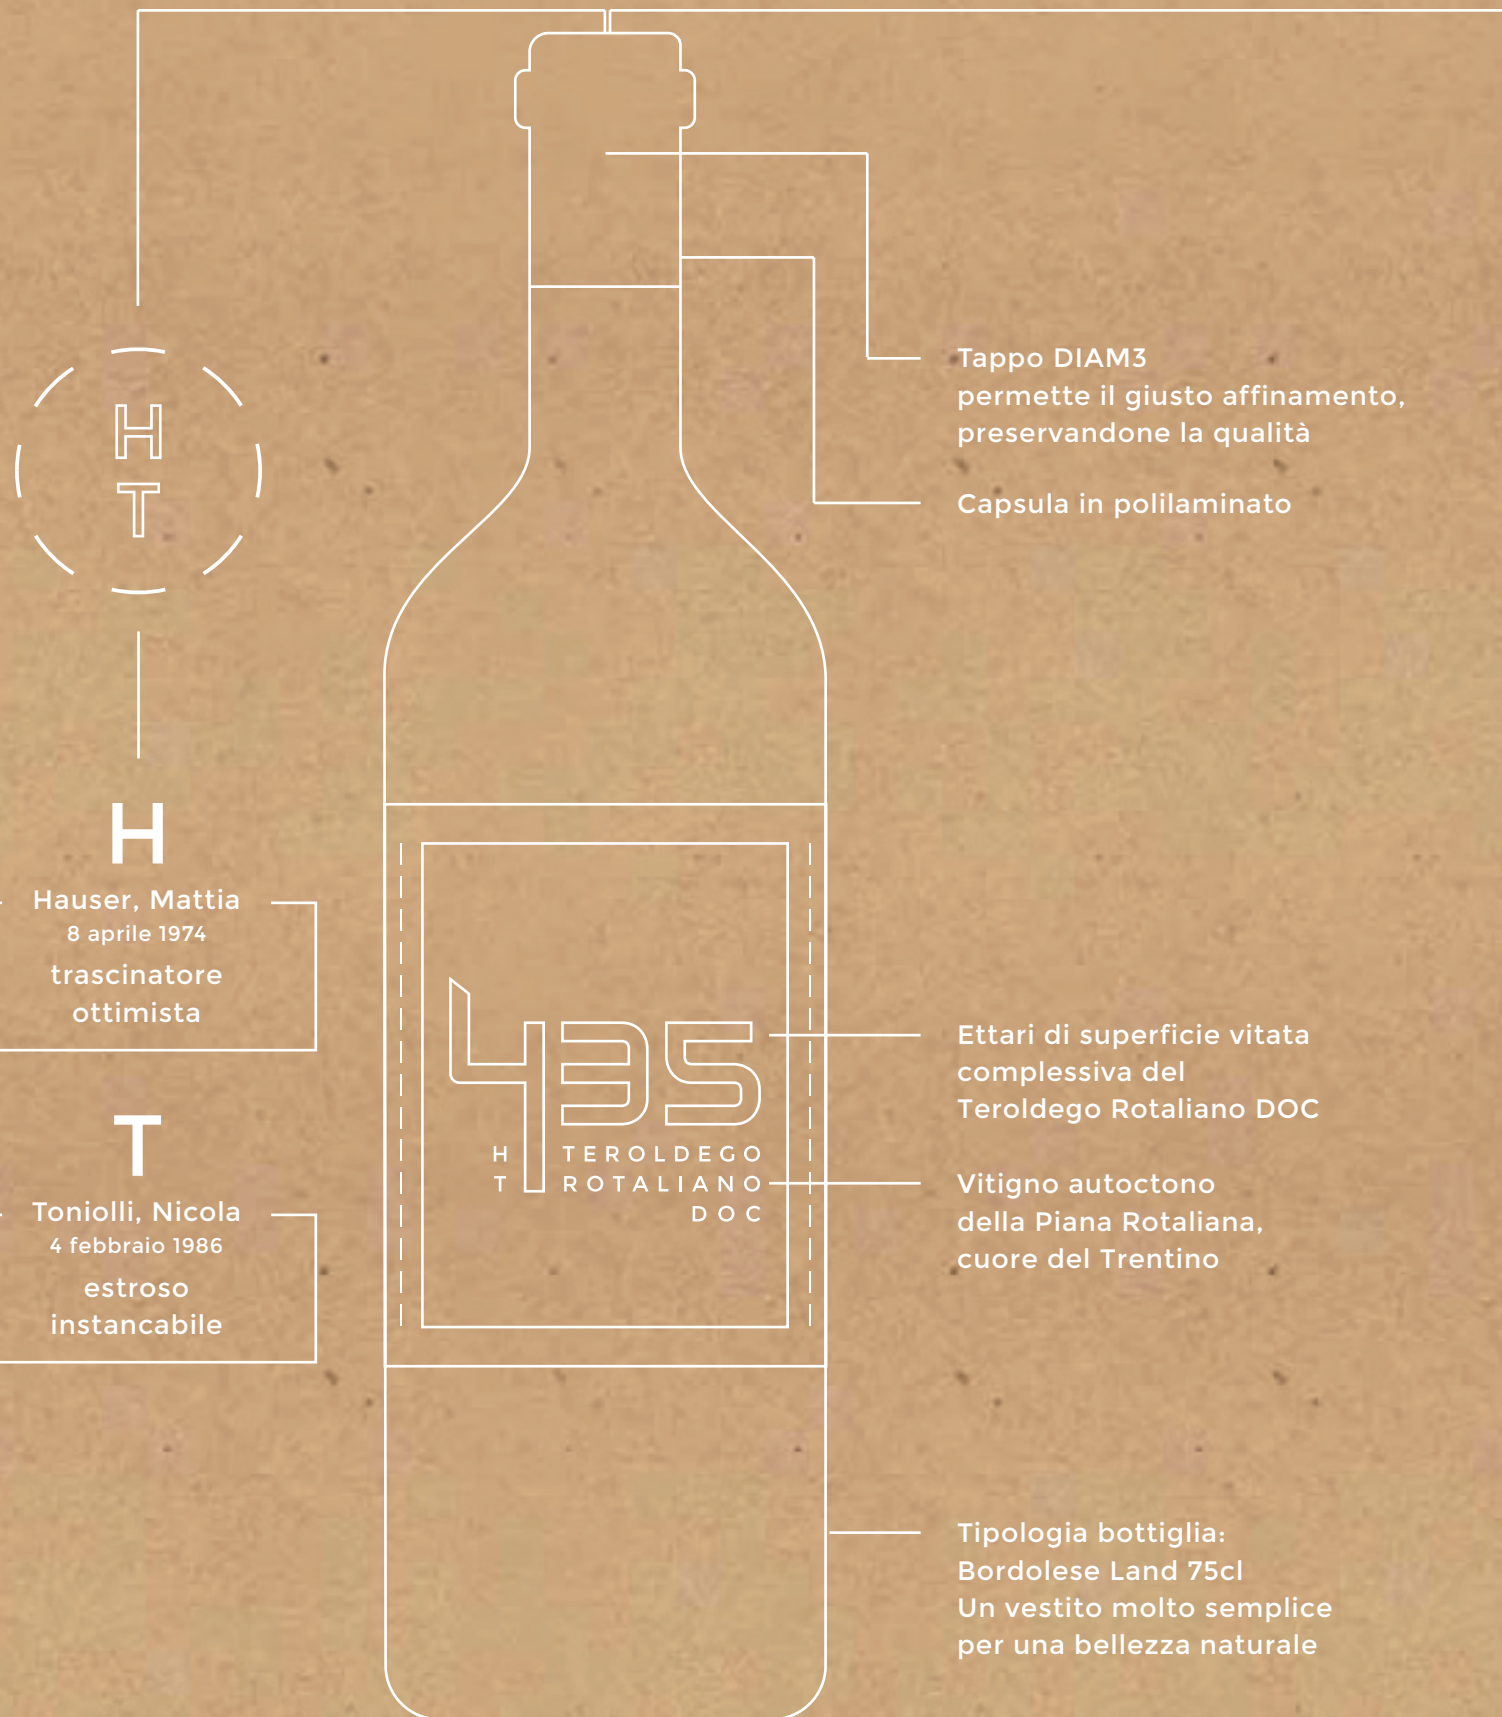 H
T
H
Hauser, Mattia
8 aprile 1974
trascinatore
ottimista
T
Toniolli, Nicola
4 febbraio 1986
estroso
instancabile
435
H TEROLDEGO
T ROTALIANO
DOC
Tappo DIAM3
permette il giusto affinamento,
preservandone la qualità
Capsula in polilaminato
Ettari di superficie vitata
complessiva del
Teroldego Rotaliano DOC
Vitigno autoctono
della Piana Rotaliana,
cuore del Trentino
Tipologia bottiglia:
Bordolese Land 75cl
Un vestito molto semplice
per una bellezza naturale